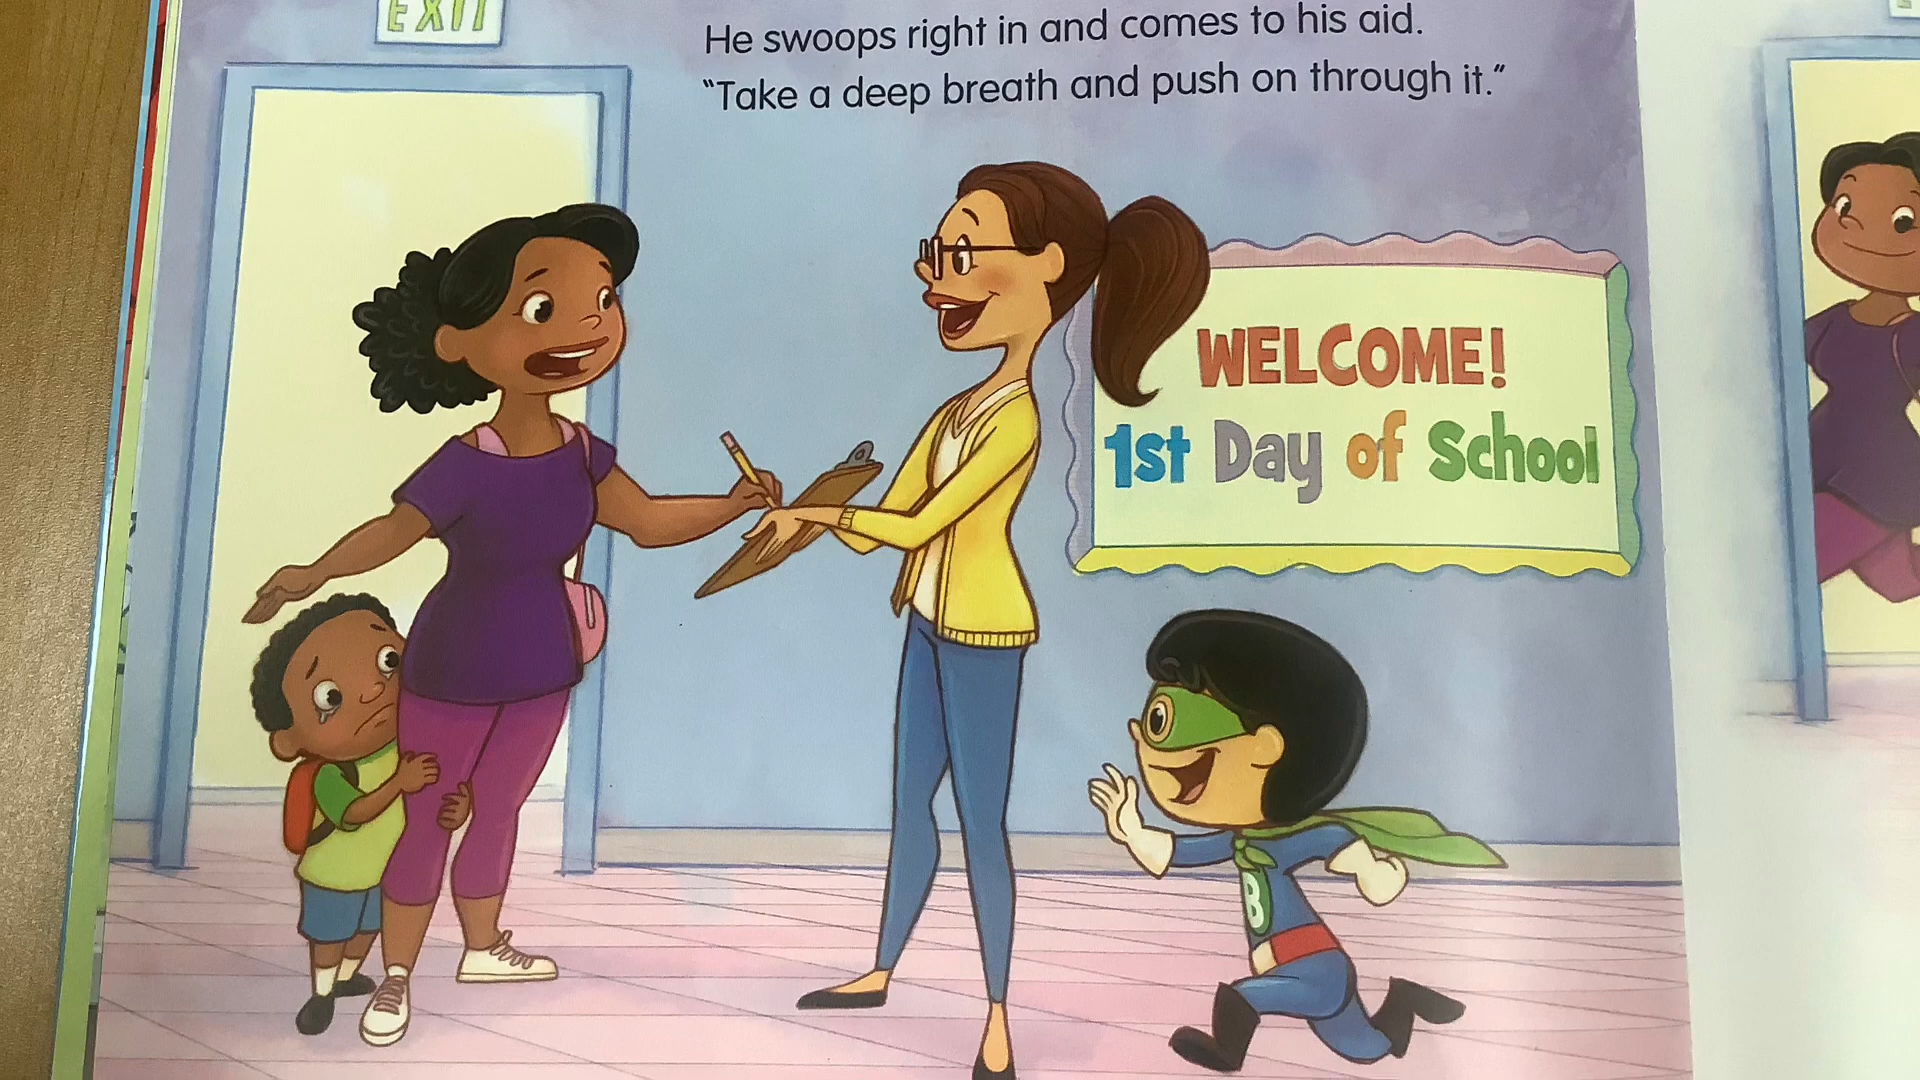 EXIT
He swoops right in and comes to his aid.
"Take a deep breath and push on through it."
WELCOME!
1st Day of School
B